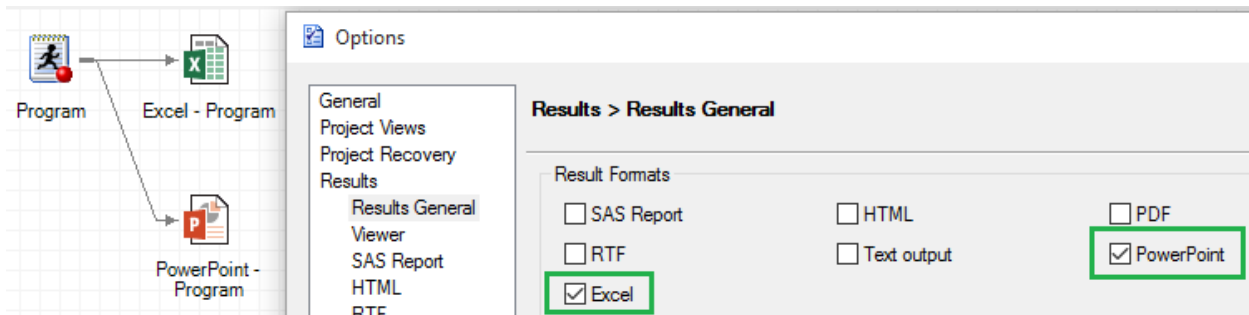 Program
Excel - Program
PowerPoint -
Program
Options
General
Project Views
Project Recovery
Results
Results General
Viewer
SAS Report
HTML
RTF
Results > Results General
Result Formats
SAS Report
HTML
PDF
RTF
Text output
PowerPoint
Excel